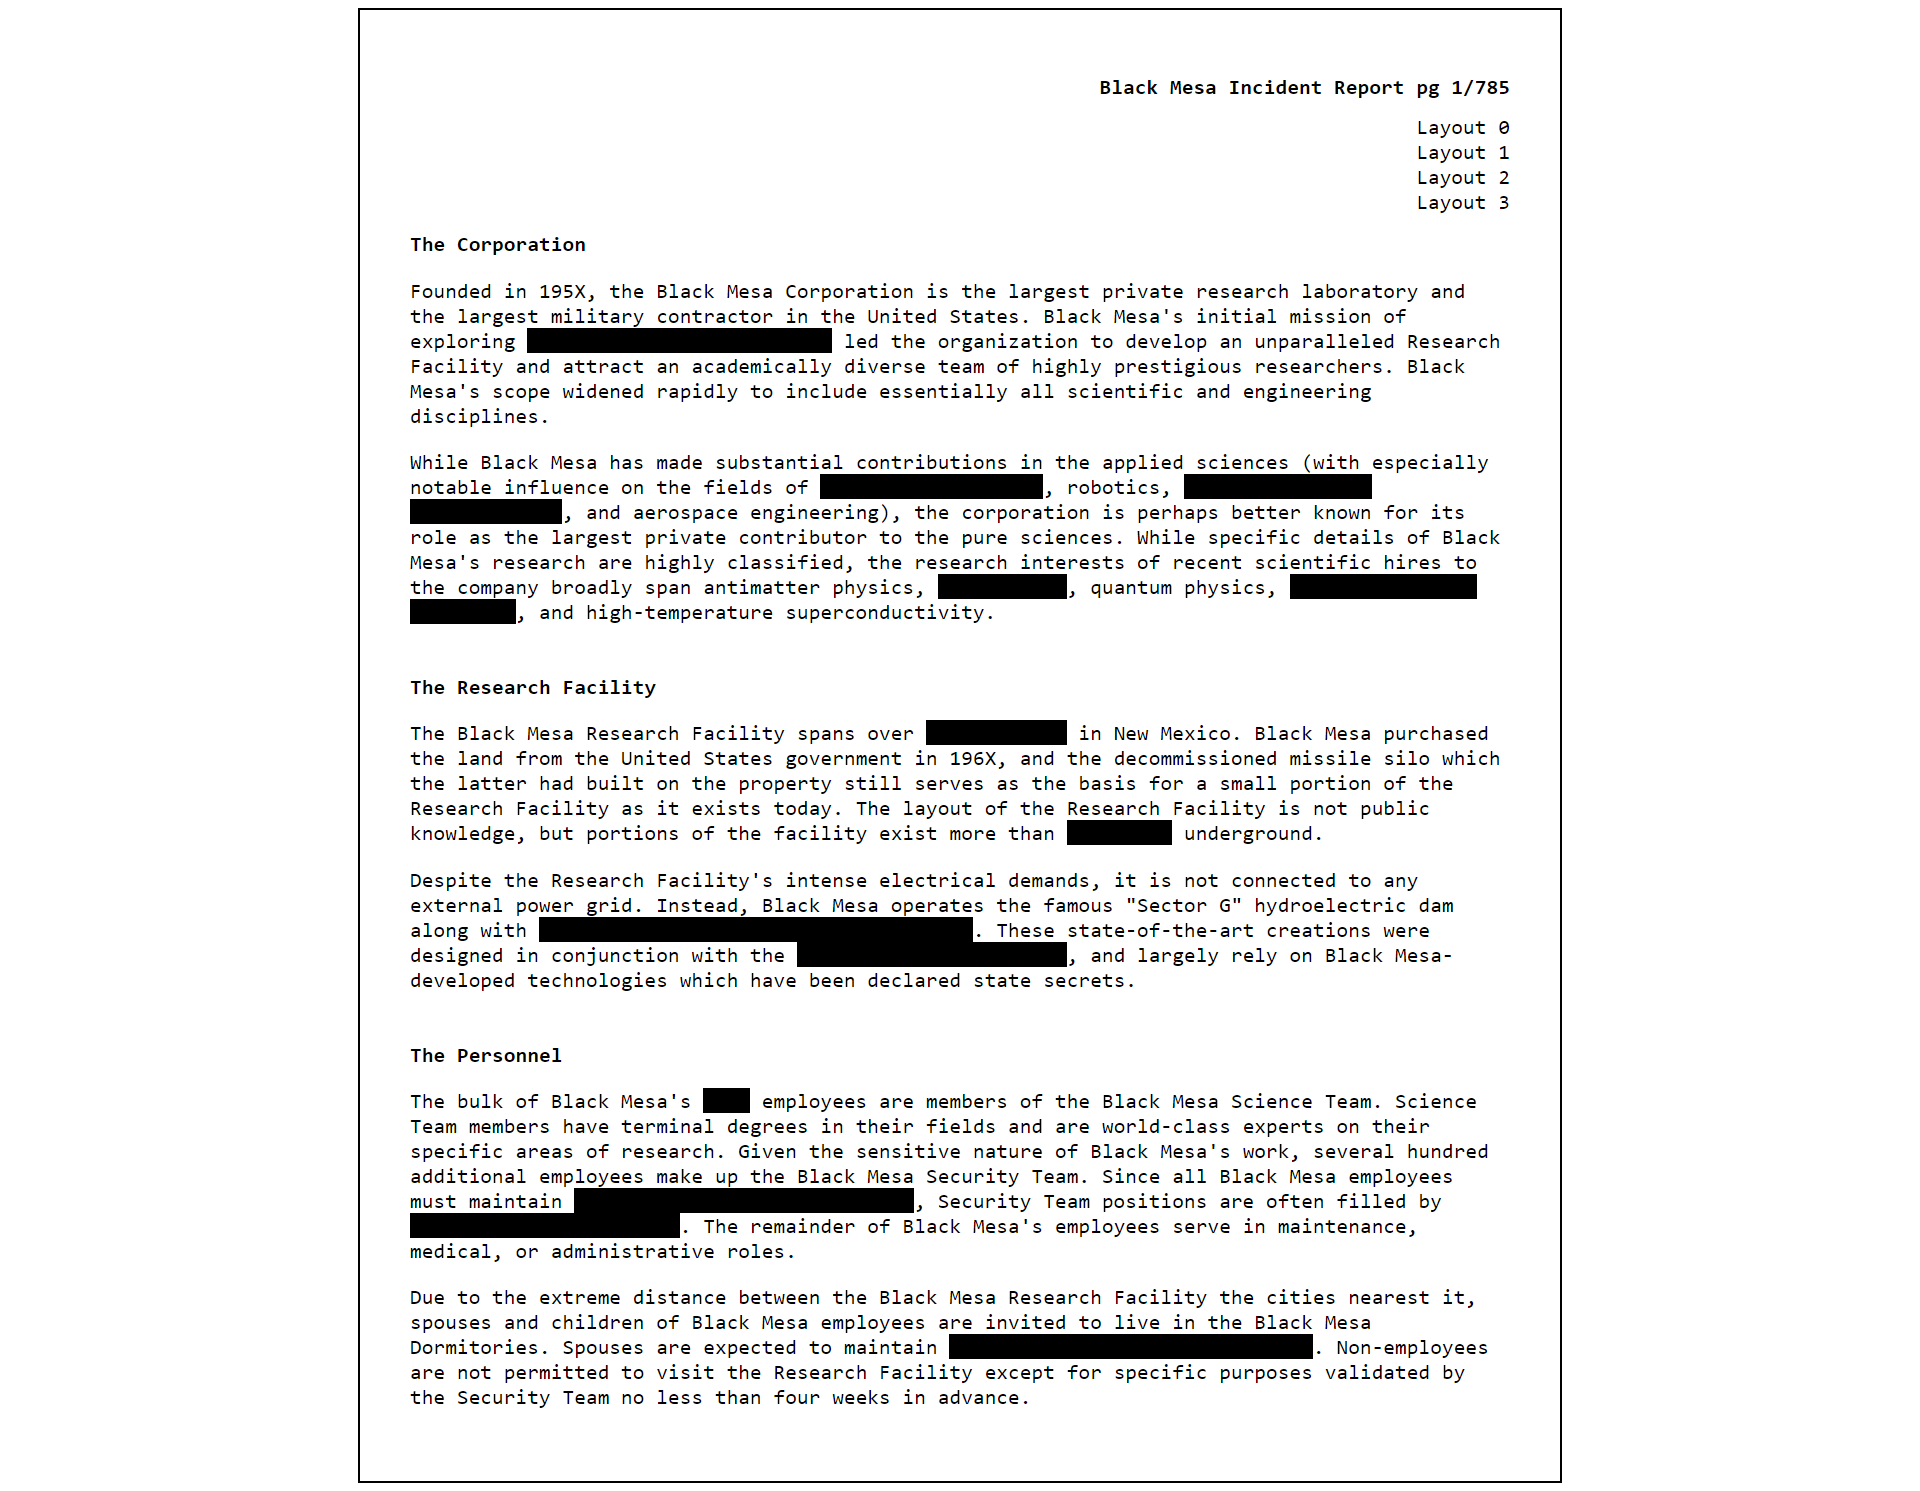 Black Mesa Incident Report pg 1/785
Layout 0
Layout 1
Layout 2
Layout 3
The Corporation
Founded in 195X, the Black Mesa Corporation is the largest private research laboratory and
the largest military contractor in the United States. Black Mesa's initial mission of
exploring led the organization to develop an unparalleled Research
Facility and attract an academically diverse team of highly prestigious researchers. Black
Mesa's scope widened rapidly to include essentially all scientific and engineering
disciplines.
While Black Mesa has made substantial contributions in the applied sciences (with especially
notable influence on the fields of , robotics,
, and aerospace engineering), the corporation is perhaps better known for its
role as the largest private contributor to the pure sciences. While specific details of Black
Mesa's research are highly classified, the research interests of recent scientific hires to
the company broadly span antimatter physics, , quantum physics,
, and high-temperature superconductivity.
The Research Facility
The Black Mesa Research Facility spans over in New Mexico. Black Mesa purchased
the land from the United States government in 196X, and the decommissioned missile silo which
the latter had built on the property still serves as the basis for a small portion of the
Research Facility as it exists today. The layout of the Research Facility is not public
knowledge, but portions of the facility exist more than underground.
Despite the Research Facility's intense electrical demands, it is not connected to any
external power grid. Instead, Black Mesa operates the famous "Sector G" hydroelectric dam
along with . These state-of-the-art creations were
designed in conjunction with the , and largely rely on Black Mesa-
developed technologies which have been declared state secrets.
The Personnel
The bulk of Black Mesa's employees are members of the Black Mesa Science Team. Science
Team members have terminal degrees in their fields and are world-class experts on their
specific areas of research. Given the sensitive nature of Black Mesa's work, several hundred
additional employees make up the Black Mesa Security Team. Since all Black Mesa employees
must maintain , Security Team positions are often filled by
. The remainder of Black Mesa's employees serve in maintenance,
medical, or administrative roles.
Due to the extreme distance between the Black Mesa Research Facility the cities nearest it,
spouses and children of Black Mesa employees are invited to live in the Black Mesa
Dormitories. Spouses are expected to maintain . Non-employees
are not permitted to visit the Research Facility except for specific purposes validated by
the Security Team no less than four weeks in advance.